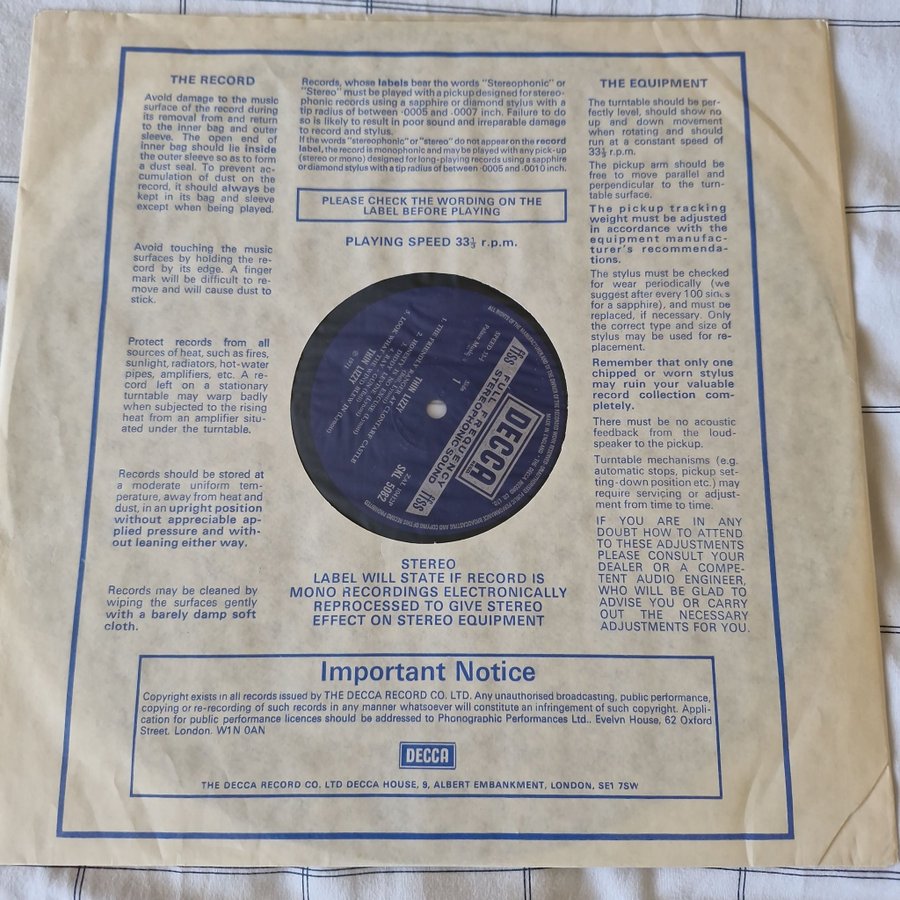 THE RECORD
Avoid damage to the music
surface of the record during
its removal from and return
to the inner bag and outer
sleeve. The open end of
inner bag should lie inside
the outer sleeve so as to form
a dust seal. To prevent ac-
cumulation of dust on the
record, it should always be
kept in its bag and sleeve
except when being played.
Avoid touching the music
surfaces by holding the re-
cord by its edge. A finger
mark will be difficult to re-
move and will cause dust to
stick.
Protect records from all
sources of heat, such as fires,
sunlight, radiators, hot-water
pipes, amplifiers, etc. A re-
cord left on a stationary
turntable may warp badly
when subjected to the rising
heat from an amplifier situ-
ated under the turntable.
Records should be stored at
a moderate uniform tem-
perature, away from heat and
dust, in an upright position
without appreciable ap-
plied pressure and with-
out leaning either way.
Records may be cleaned by
wiping the surfaces gently
with a barely damp soft
cloth.
Records, whose labels bear the words "Stereophonic" or
"Stereo" must be played with a pickup designed for stereo-
phonic records using a sapphire or diamond stylus with a
tip radius of between ·0005 and ·0007 inch. Failure to do
so is likely to result in poor sound and irreparable damage
to record and stylus.
If the words "stereophonic" or "stereo" do not appear on the record
label, the record is monophonic and may be played with any pick-up
(stereo or mono) designed for long-playing records using a sapphire
or diamond stylus with a tip radius of between ·0005 and ·0010 inch.
PLEASE CHECK THE WORDING ON THE
LABEL BEFORE PLAYING
PLAYING SPEED 33⅓ r.p.m.
DECCA
ffSS FULL FREQUENCY STEREOPHONIC SOUND ffSS
SPEED 33⅓
Side 1
SKL 5082
THIN LIZZY
THIN LIZZY
CLONTARF CASTLE
STEREO
LABEL WILL STATE IF RECORD IS
MONO RECORDINGS ELECTRONICALLY
REPROCESSED TO GIVE STEREO
EFFECT ON STEREO EQUIPMENT
THE EQUIPMENT
The turntable should be per-
fectly level, should show no
up and down movement
when rotating and should
run at a constant speed of
33⅓ r.p.m.
The pickup arm should be
free to move parallel and
perpendicular to the turn-
table surface.
The pickup tracking
weight must be adjusted
in accordance with the
equipment manufac-
turer's recommenda-
tions.
The stylus must be checked
for wear periodically (we
suggest after every 100 sides
for a sapphire), and must be
replaced, if necessary. Only
the correct type and size of
stylus may be used for re-
placement.
Remember that only one
chipped or worn stylus
may ruin your valuable
record collection com-
pletely.
There must be no acoustic
feedback from the loud-
speaker to the pickup.
Turntable mechanisms (e.g.
automatic stops, pickup set-
ting-down position etc.) may
require servicing or adjust-
ment from time to time.
IF YOU ARE IN ANY
DOUBT HOW TO ATTEND
TO THESE ADJUSTMENTS
PLEASE CONSULT YOUR
DEALER OR A COMPE-
TENT AUDIO ENGINEER,
WHO WILL BE GLAD TO
ADVISE YOU OR CARRY
OUT THE NECESSARY
ADJUSTMENTS FOR YOU.
Important Notice
Copyright exists in all records issued by THE DECCA RECORD CO. LTD. Any unauthorised broadcasting, public performance,
copying or re-recording of such records in any manner whatsoever will constitute an infringement of such copyright. Appli-
cation for public performance licences should be addressed to Phonographic Performances Ltd., Evelyn House, 62 Oxford
Street, London. W1N 0AN
DECCA
THE DECCA RECORD CO. LTD DECCA HOUSE, 9, ALBERT EMBANKMENT, LONDON, SE1 7SW